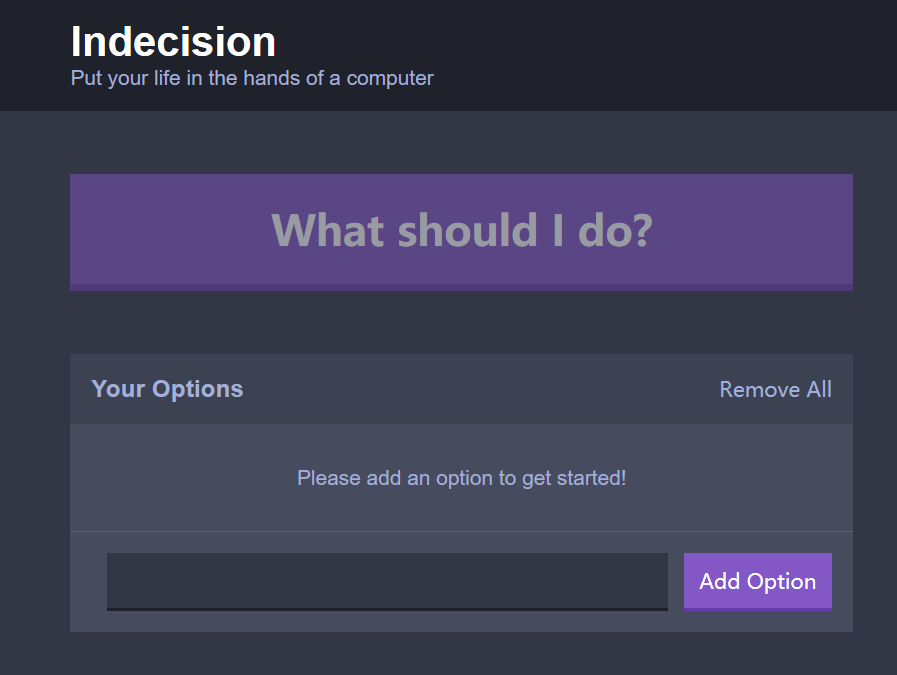 Indecision
Put your life in the hands of a computer
What should I do?
Your Options
Remove All
Please add an option to get started!
Add Option